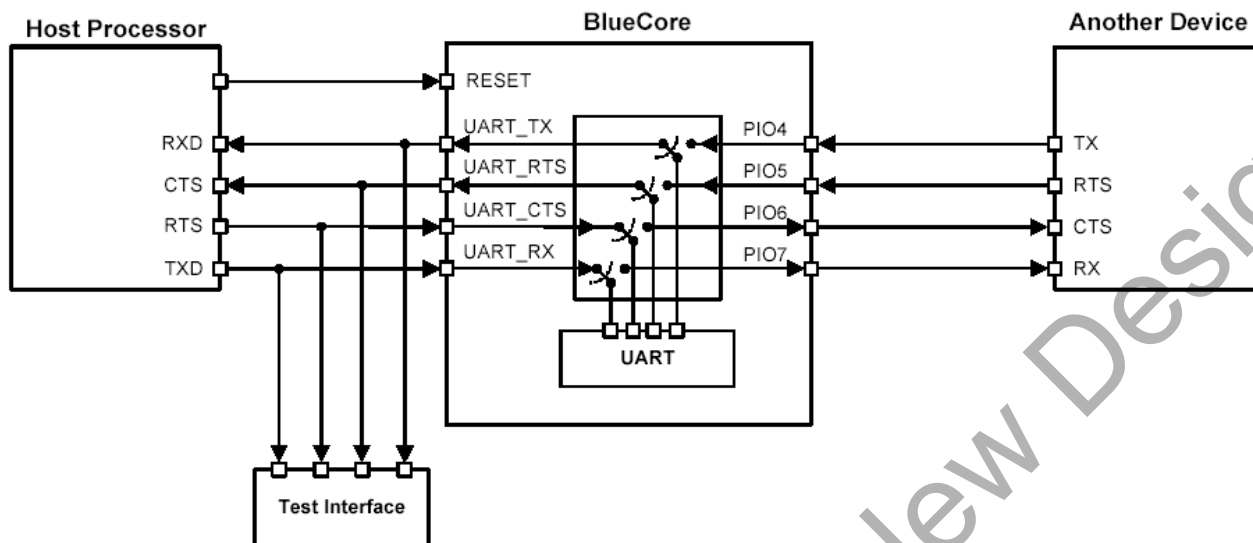 Host Processor
BlueCore
Another Device
RESET
RXD
UART_TX
PIO4
TX
CTS
UART_RTS
PIO5
RTS
RTS
UART_CTS
PIO6
CTS
TXD
UART_RX
PIO7
RX
UART
Test Interface